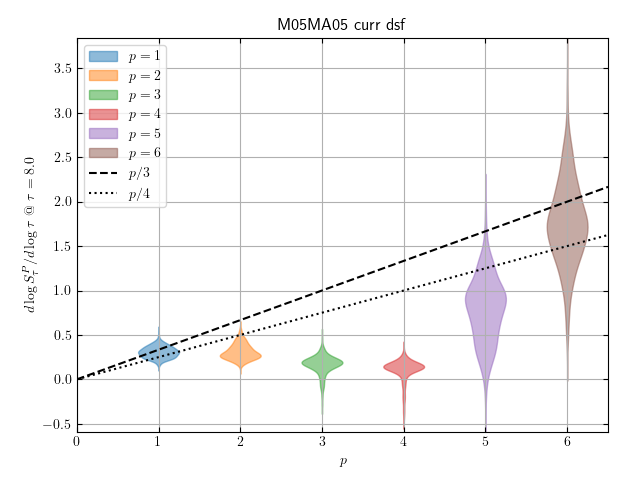 M05MA05 curr dsf
p = 1
p = 2
p = 3
p = 4
p = 5
p = 6
p/3
p/4
d log S_τ^P / d log τ @ τ = 8.0
3.5
3.0
2.5
2.0
1.5
1.0
0.5
0.0
−0.5
0 1 2 3 4 5 6
p